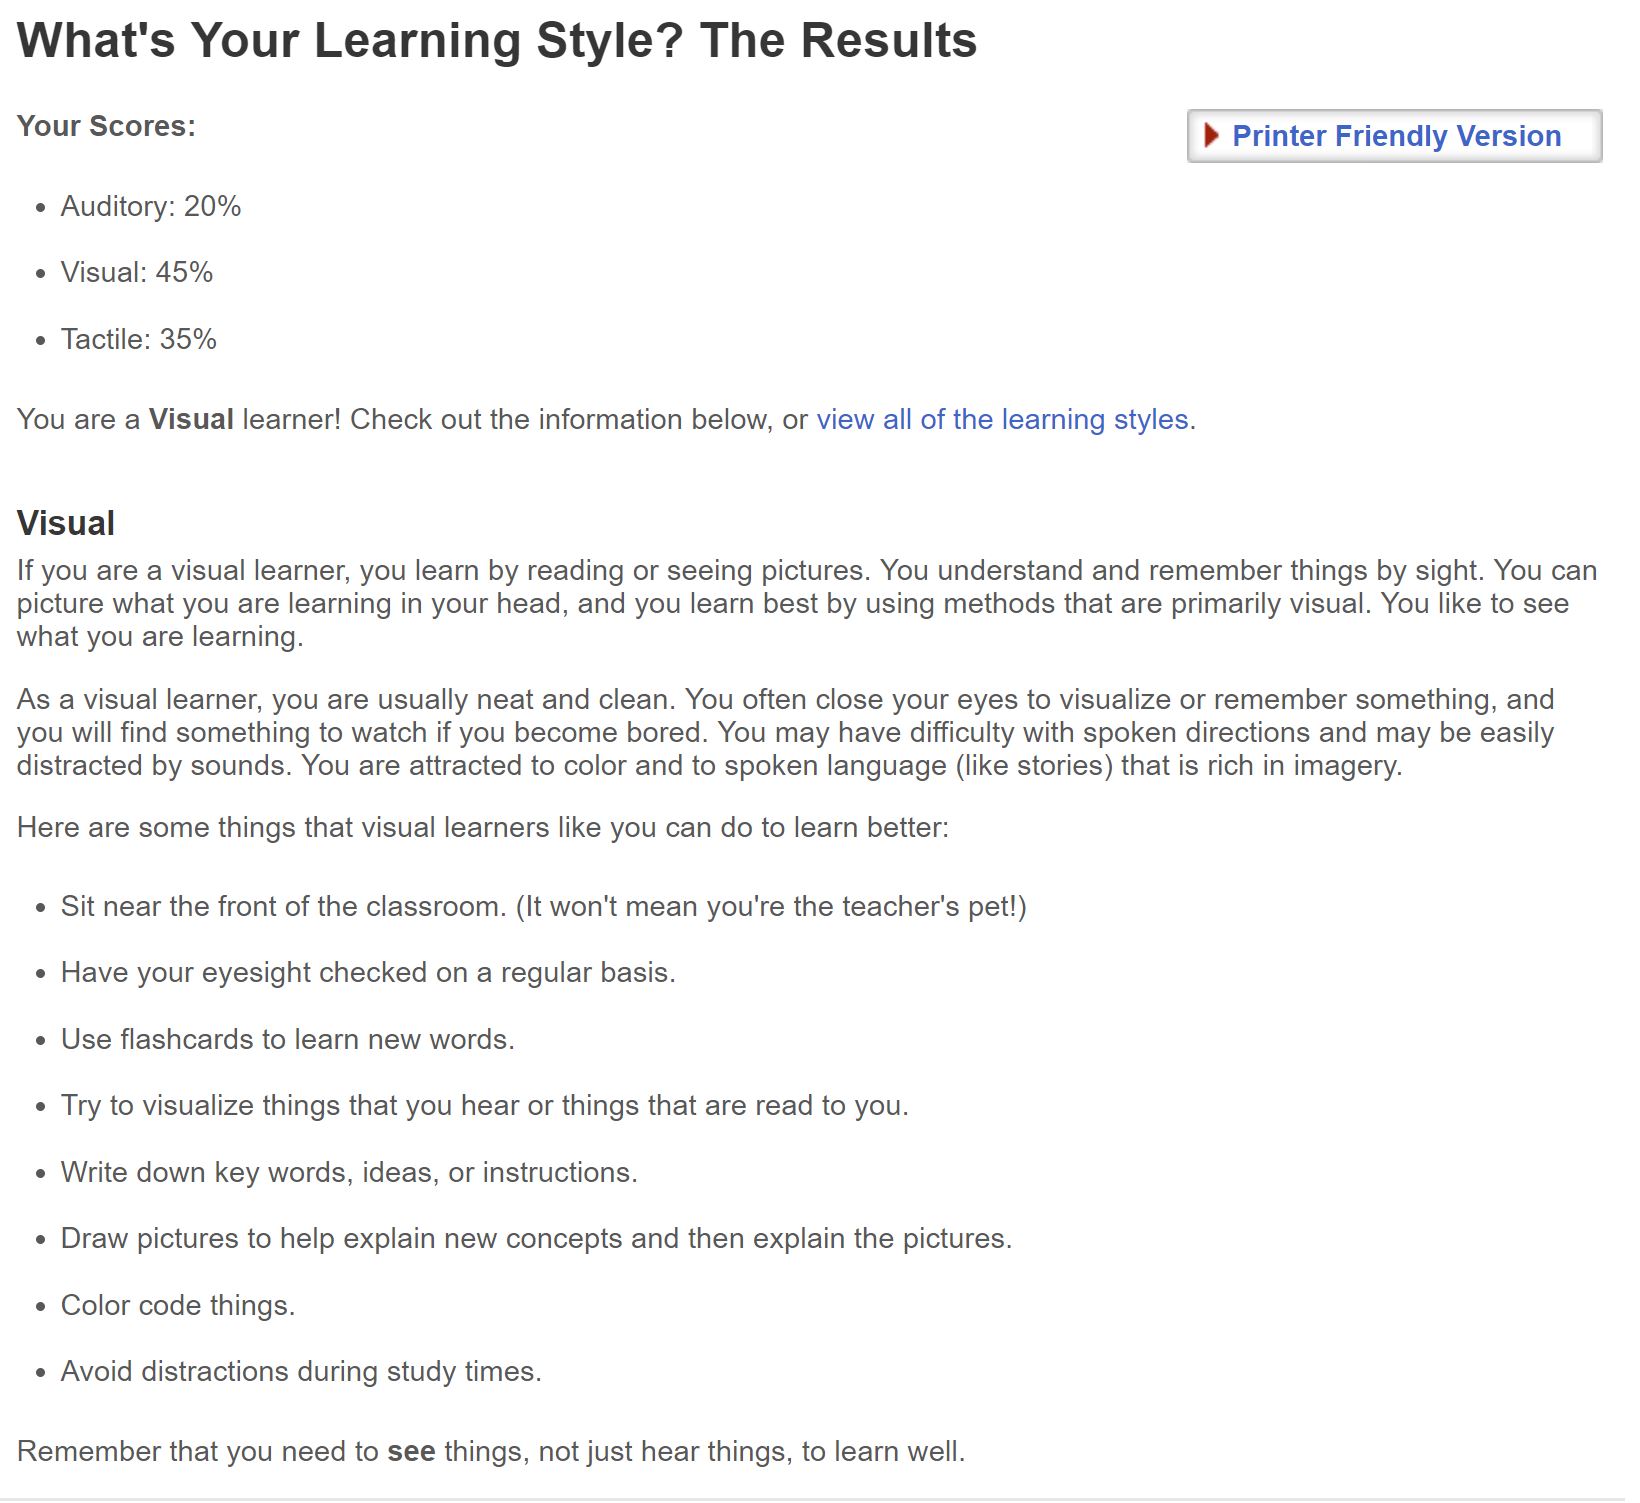 What's Your Learning Style? The Results
Your Scores:
Printer Friendly Version
• Auditory: 20%
• Visual: 45%
• Tactile: 35%
You are a Visual learner! Check out the information below, or view all of the learning styles.
Visual
If you are a visual learner, you learn by reading or seeing pictures. You understand and remember things by sight. You can
picture what you are learning in your head, and you learn best by using methods that are primarily visual. You like to see
what you are learning.
As a visual learner, you are usually neat and clean. You often close your eyes to visualize or remember something, and
you will find something to watch if you become bored. You may have difficulty with spoken directions and may be easily
distracted by sounds. You are attracted to color and to spoken language (like stories) that is rich in imagery.
Here are some things that visual learners like you can do to learn better:
• Sit near the front of the classroom. (It won't mean you're the teacher's pet!)
• Have your eyesight checked on a regular basis.
• Use flashcards to learn new words.
• Try to visualize things that you hear or things that are read to you.
• Write down key words, ideas, or instructions.
• Draw pictures to help explain new concepts and then explain the pictures.
• Color code things.
• Avoid distractions during study times.
Remember that you need to see things, not just hear things, to learn well.